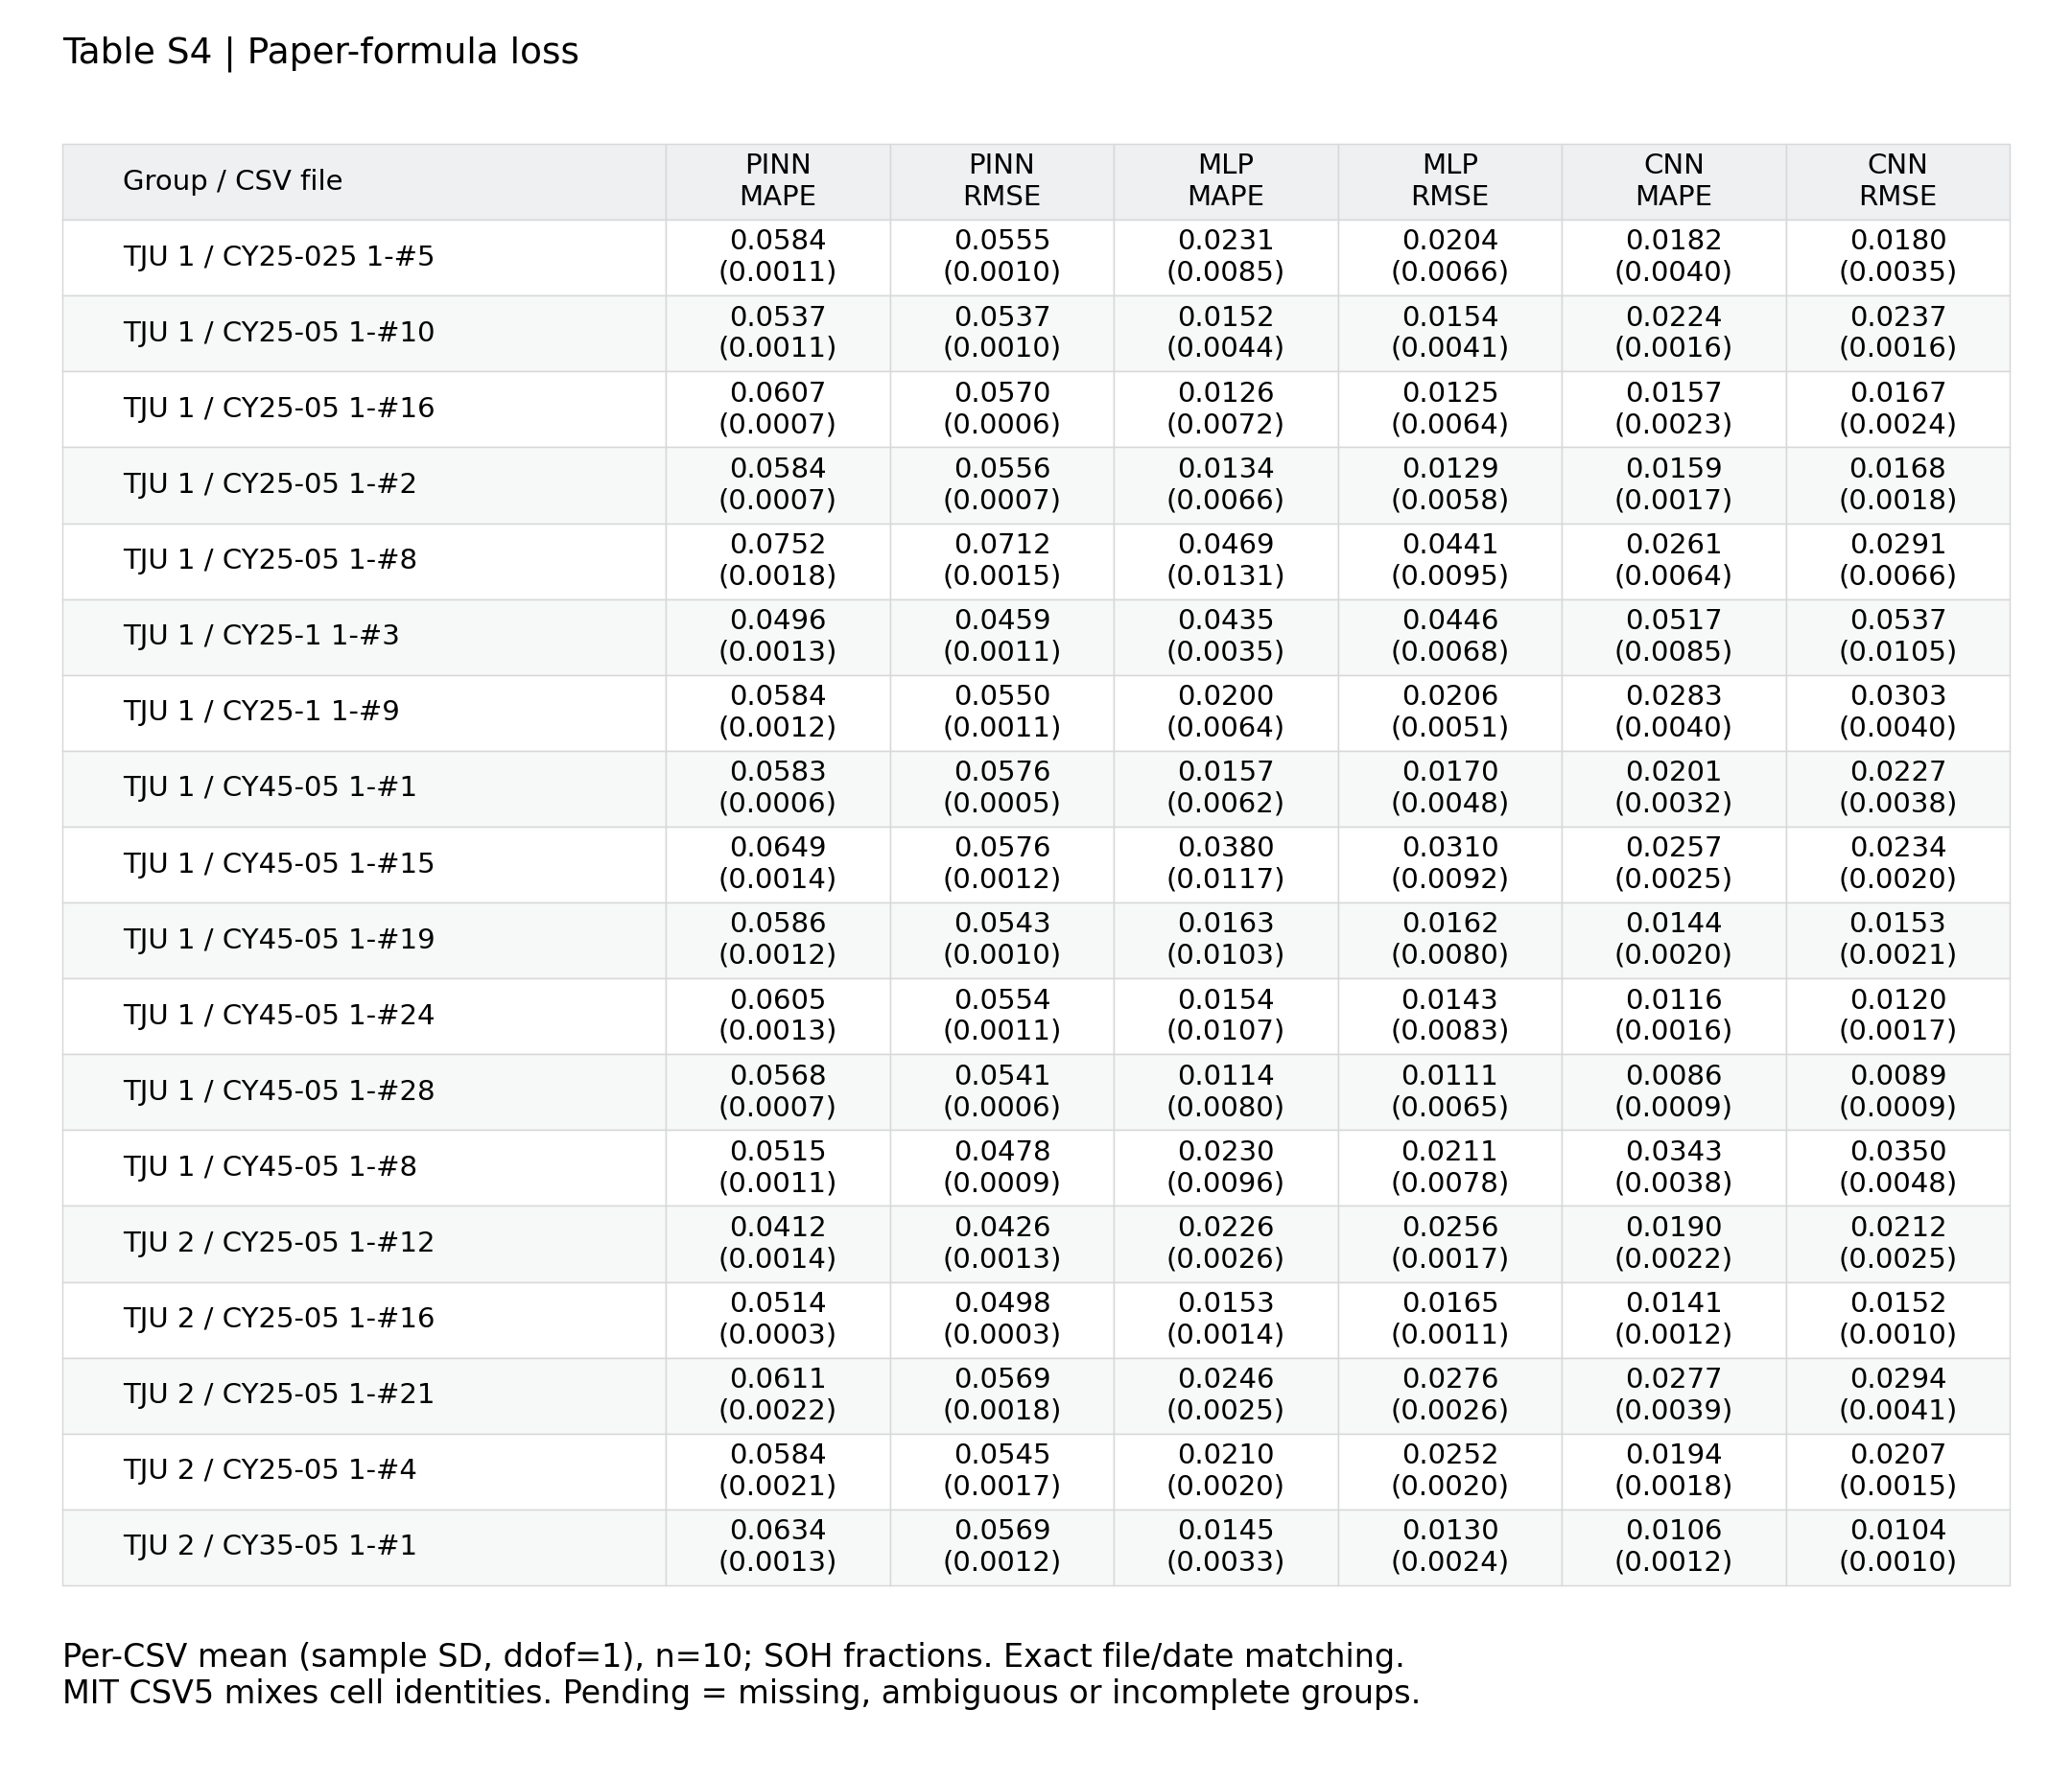 Table S4 | Paper-formula loss
Group / CSV file PINN MAPE PINN RMSE MLP MAPE MLP RMSE CNN MAPE CNN RMSE
TJU 1 / CY25-025 1-#5 0.0584 (0.0011) 0.0555 (0.0010) 0.0231 (0.0085) 0.0204 (0.0066) 0.0182 (0.0040) 0.0180 (0.0035)
TJU 1 / CY25-05 1-#10 0.0537 (0.0011) 0.0537 (0.0010) 0.0152 (0.0044) 0.0154 (0.0041) 0.0224 (0.0016) 0.0237 (0.0016)
TJU 1 / CY25-05 1-#16 0.0607 (0.0007) 0.0570 (0.0006) 0.0126 (0.0072) 0.0125 (0.0064) 0.0157 (0.0023) 0.0167 (0.0024)
TJU 1 / CY25-05 1-#2 0.0584 (0.0007) 0.0556 (0.0007) 0.0134 (0.0066) 0.0129 (0.0058) 0.0159 (0.0017) 0.0168 (0.0018)
TJU 1 / CY25-05 1-#8 0.0752 (0.0018) 0.0712 (0.0015) 0.0469 (0.0131) 0.0441 (0.0095) 0.0261 (0.0064) 0.0291 (0.0066)
TJU 1 / CY25-1 1-#3 0.0496 (0.0013) 0.0459 (0.0011) 0.0435 (0.0035) 0.0446 (0.0068) 0.0517 (0.0085) 0.0537 (0.0105)
TJU 1 / CY25-1 1-#9 0.0584 (0.0012) 0.0550 (0.0011) 0.0200 (0.0064) 0.0206 (0.0051) 0.0283 (0.0040) 0.0303 (0.0040)
TJU 1 / CY45-05 1-#1 0.0583 (0.0006) 0.0576 (0.0005) 0.0157 (0.0062) 0.0170 (0.0048) 0.0201 (0.0032) 0.0227 (0.0038)
TJU 1 / CY45-05 1-#15 0.0649 (0.0014) 0.0576 (0.0012) 0.0380 (0.0117) 0.0310 (0.0092) 0.0257 (0.0025) 0.0234 (0.0020)
TJU 1 / CY45-05 1-#19 0.0586 (0.0012) 0.0543 (0.0010) 0.0163 (0.0103) 0.0162 (0.0080) 0.0144 (0.0020) 0.0153 (0.0021)
TJU 1 / CY45-05 1-#24 0.0605 (0.0013) 0.0554 (0.0011) 0.0154 (0.0107) 0.0143 (0.0083) 0.0116 (0.0016) 0.0120 (0.0017)
TJU 1 / CY45-05 1-#28 0.0568 (0.0007) 0.0541 (0.0006) 0.0114 (0.0080) 0.0111 (0.0065) 0.0086 (0.0009) 0.0089 (0.0009)
TJU 1 / CY45-05 1-#8 0.0515 (0.0011) 0.0478 (0.0009) 0.0230 (0.0096) 0.0211 (0.0078) 0.0343 (0.0038) 0.0350 (0.0048)
TJU 2 / CY25-05 1-#12 0.0412 (0.0014) 0.0426 (0.0013) 0.0226 (0.0026) 0.0256 (0.0017) 0.0190 (0.0022) 0.0212 (0.0025)
TJU 2 / CY25-05 1-#16 0.0514 (0.0003) 0.0498 (0.0003) 0.0153 (0.0014) 0.0165 (0.0011) 0.0141 (0.0012) 0.0152 (0.0010)
TJU 2 / CY25-05 1-#21 0.0611 (0.0022) 0.0569 (0.0018) 0.0246 (0.0025) 0.0276 (0.0026) 0.0277 (0.0039) 0.0294 (0.0041)
TJU 2 / CY25-05 1-#4 0.0584 (0.0021) 0.0545 (0.0017) 0.0210 (0.0020) 0.0252 (0.0020) 0.0194 (0.0018) 0.0207 (0.0015)
TJU 2 / CY35-05 1-#1 0.0634 (0.0013) 0.0569 (0.0012) 0.0145 (0.0033) 0.0130 (0.0024) 0.0106 (0.0012) 0.0104 (0.0010)
Per-CSV mean (sample SD, ddof=1), n=10; SOH fractions. Exact file/date matching.
MIT CSV5 mixes cell identities. Pending = missing, ambiguous or incomplete groups.